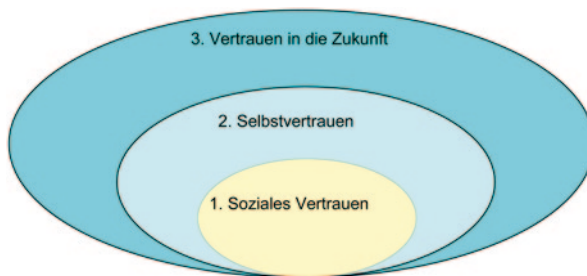 3. Vertrauen in die Zukunft
2. Selbstvertrauen
1. Soziales Vertrauen